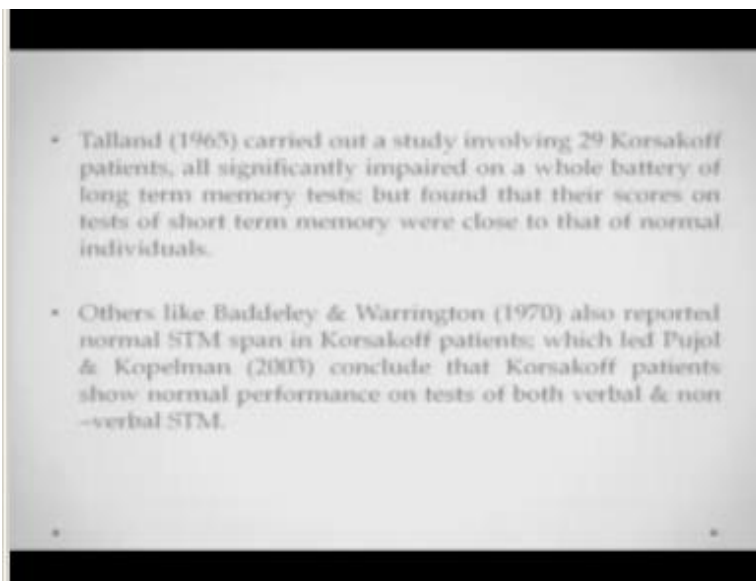 • Talland (1965) carried out a study involving 29 Korsakoff
patients, all significantly impaired on a whole battery of
long term memory tests; but found that their scores on
tests of short term memory were close to that of normal
individuals.
• Others like Baddeley & Warrington (1970) also reported
normal STM span in Korsakoff patients; which led Pujol
& Kopelman (2003) conclude that Korsakoff patients
show normal performance on tests of both verbal & non
–verbal STM.